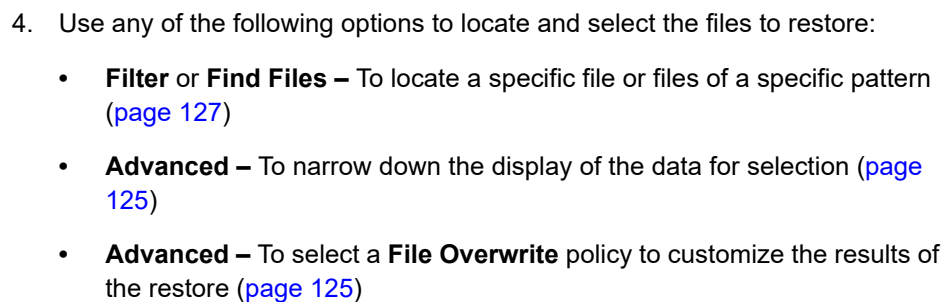 4. Use any of the following options to locate and select the files to restore:
• Filter or Find Files – To locate a specific file or files of a specific pattern
(page 127)
• Advanced – To narrow down the display of the data for selection (page
125)
• Advanced – To select a File Overwrite policy to customize the results of
the restore (page 125)